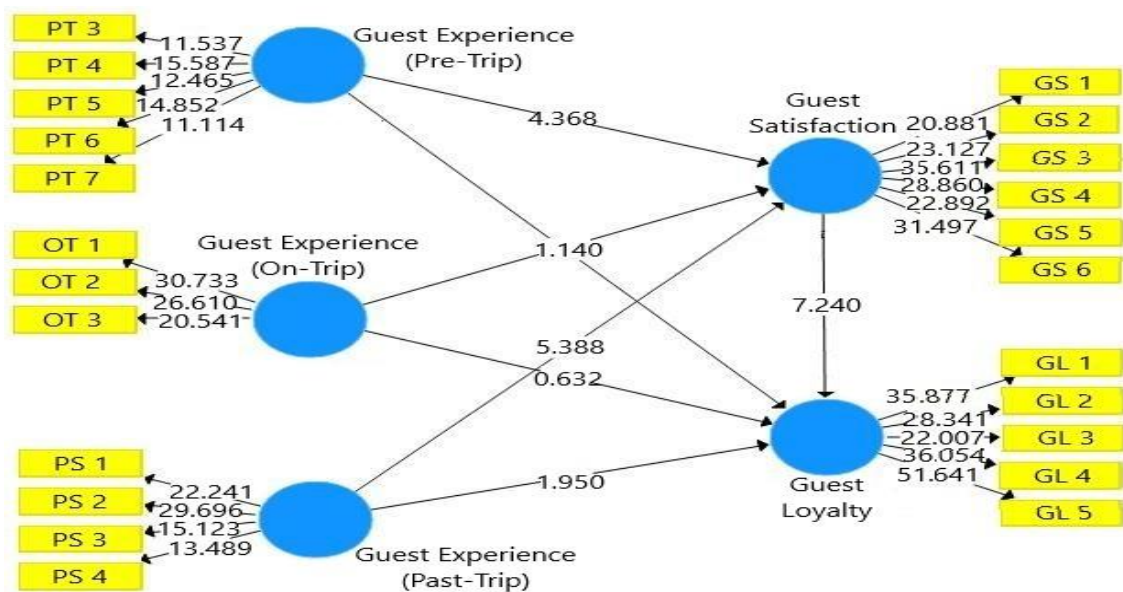 PT 3
PT 4
PT 5
PT 6
PT 7
11.537
15.587
12.465
14.852
11.114
Guest Experience
(Pre-Trip)
OT 1
OT 2
OT 3
30.733
26.610
20.541
Guest Experience
(On-Trip)
PS 1
PS 2
PS 3
PS 4
22.241
29.696
15.123
13.489
Guest Experience
(Past-Trip)
4.368
1.140
5.388
0.632
1.950
7.240
Guest
Satisfaction
20.881
23.127
35.611
28.860
22.892
31.497
GS 1
GS 2
GS 3
GS 4
GS 5
GS 6
Guest
Loyalty
35.877
28.341
22.007
36.054
51.641
GL 1
GL 2
GL 3
GL 4
GL 5